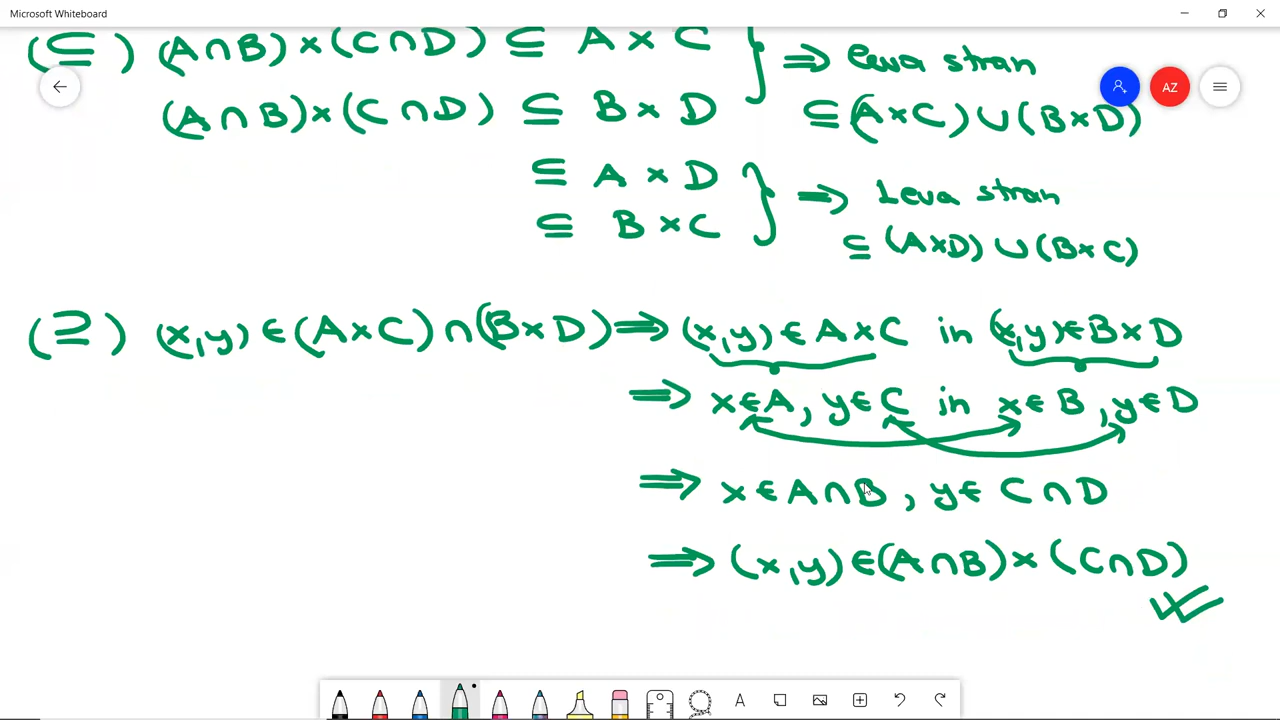 Microsoft Whiteboard
(⊆) (A∩B)×(C∩D) ⊆ A×C } ⇒ leva stran
AZ
(A∩B)×(C∩D) ⊆ B×D ⊆(A×C)∪(B×D)
⊆ A×D } ⇒ Leva stran
⊆ B×C ⊆(A×D)∪(B×C)
(⊇) (x,y)∈(A×C)∩(B×D) ⇒ (x,y)∈A×C in (x,y)∈B×D
⇒ x∈A, y∈C in x∈B, y∈D
⇒ x∈A∩B, y∈C∩D
⇒ (x,y)∈(A∩B)×(C∩D)